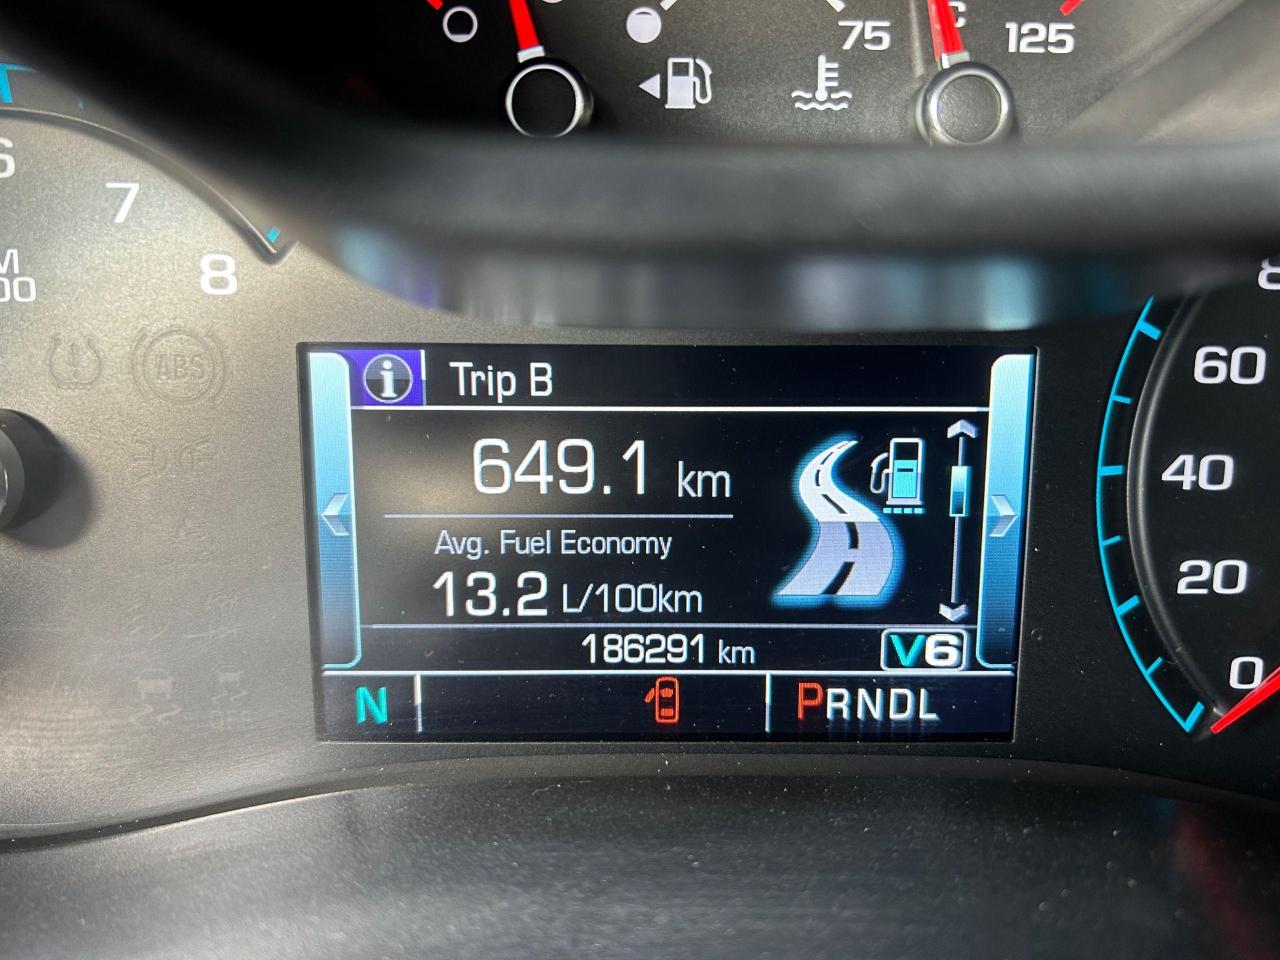 75
C
125
6
7
8
ABS
Trip B
649.1 km
Avg. Fuel Economy
13.2 L/100km
186291 km
V6
N
PRNDL
60
40
20
0